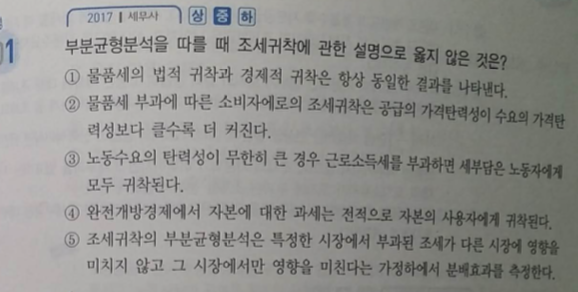 2017 | 세무사 상 중 하
1
부분균형분석을 따를 때 조세귀착에 관한 설명으로 옳지 않은 것은?
① 물품세의 법적 귀착과 경제적 귀착은 항상 동일한 결과를 나타낸다.
② 물품세 부과에 따른 소비자에로의 조세귀착은 공급의 가격탄력성이 수요의 가격탄
력성보다 클수록 더 커진다.
③ 노동수요의 탄력성이 무한히 큰 경우 근로소득세를 부과하면 세부담은 노동자에게
모두 귀착된다.
④ 완전개방경제에서 자본에 대한 과세는 전적으로 자본의 사용자에게 귀착된다.
⑤ 조세귀착의 부분균형분석은 특정한 시장에서 부과된 조세가 다른 시장에 영향을
미치지 않고 그 시장에서만 영향을 미친다는 가정하에서 분배효과를 측정한다.